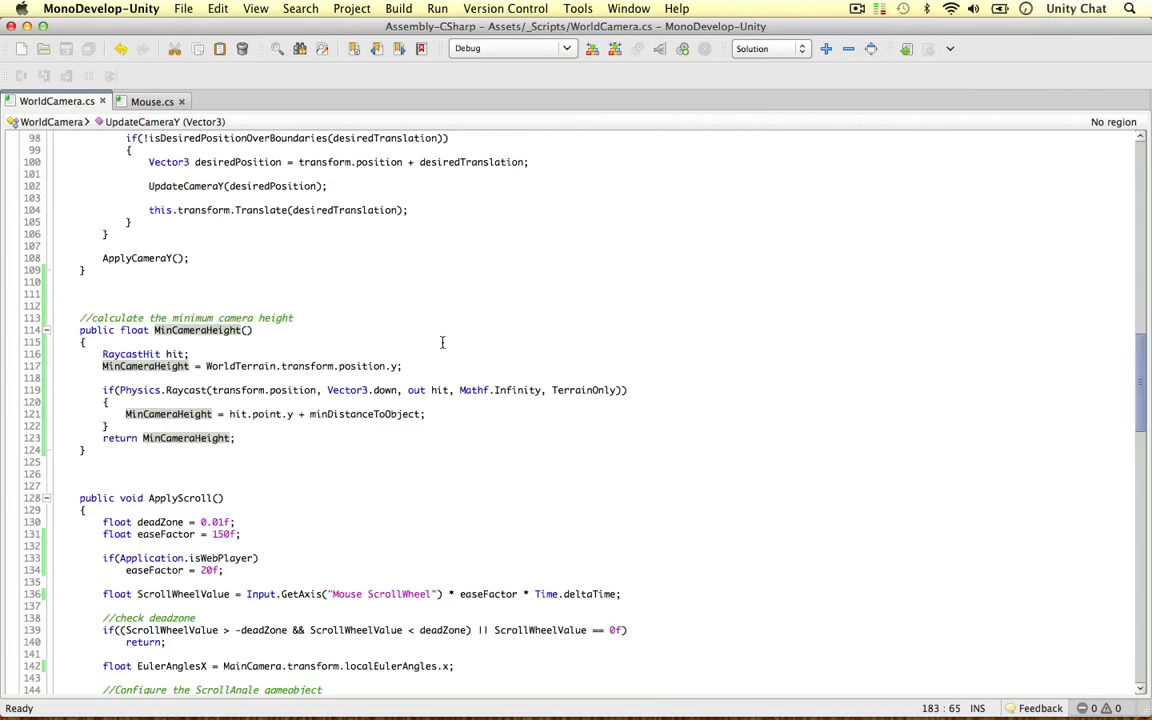 MonoDevelop-Unity File Edit View Search Project Build Run Version Control Tools Window Help Unity Chat
Assembly-CSharp – Assets/_Scripts/WorldCamera.cs – MonoDevelop-Unity
Debug Solution
WorldCamera.cs × Mouse.cs ×
WorldCamera UpdateCameraY (Vector3) No region
98 if(!isDesiredPositionOverBoundaries(desiredTranslation))
99 {
100 Vector3 desiredPosition = transform.position + desiredTranslation;
101
102 UpdateCameraY(desiredPosition);
103
104 this.transform.Translate(desiredTranslation);
105 }
106 }
107
108 ApplyCameraY();
109 }
110
111
112
113 //calculate the minimum camera height
114 public float MinCameraHeight()
115 {
116 RaycastHit hit;
117 MinCameraHeight = WorldTerrain.transform.position.y;
118
119 if(Physics.Raycast(transform.position, Vector3.down, out hit, Mathf.Infinity, TerrainOnly))
120 {
121 MinCameraHeight = hit.point.y + minDistanceToObject;
122 }
123 return MinCameraHeight;
124 }
125
126
127
128 public void ApplyScroll()
129 {
130 float deadZone = 0.01f;
131 float easeFactor = 150f;
132
133 if(Application.isWebPlayer)
134 easeFactor = 20f;
135
136 float ScrollWheelValue = Input.GetAxis("Mouse ScrollWheel") * easeFactor * Time.deltaTime;
137
138 //check deadzone
139 if((ScrollWheelValue > -deadZone && ScrollWheelValue < deadZone) || ScrollWheelValue == 0f)
140 return;
141
142 float EulerAnglesX = MainCamera.transform.localEulerAngles.x;
143
144 //Configure the ScrollAngle gameobject
Ready 183 : 65 INS Feedback 0 0